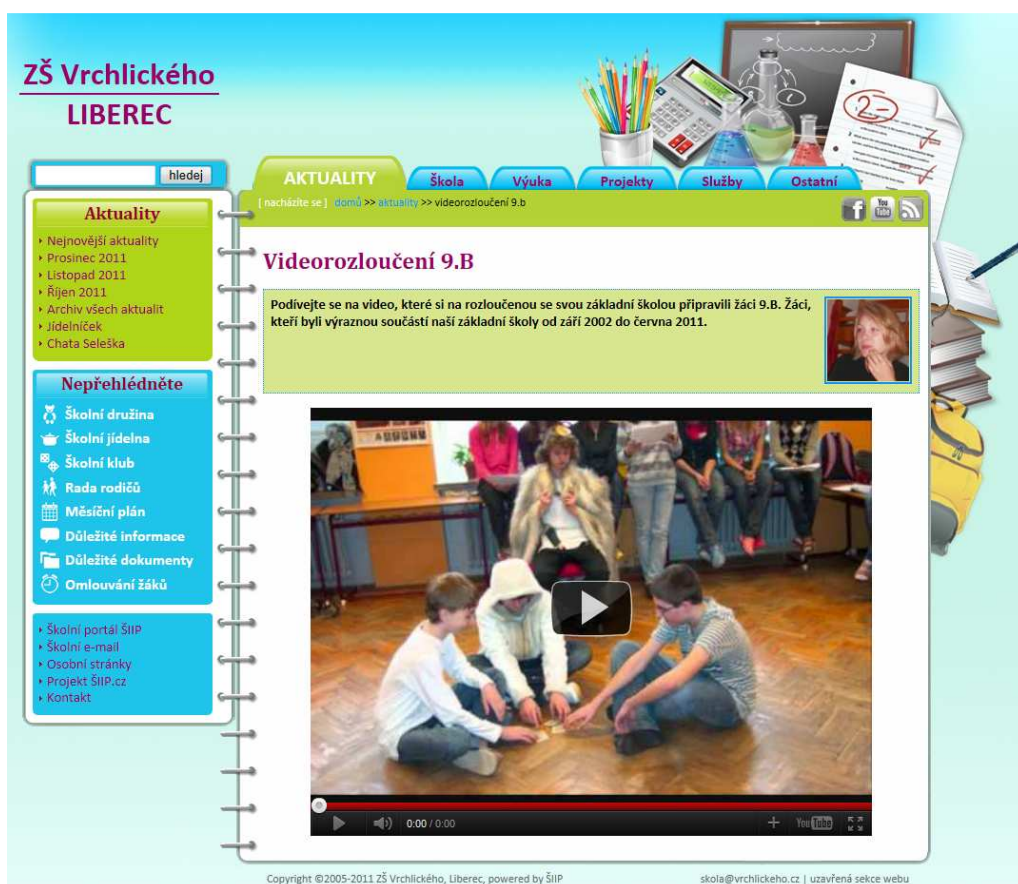 ZŠ Vrchlického
LIBEREC
2-
hledej
AKTUALITY
Škola
Výuka
Projekty
Služby
Ostatní
[ nacházíte se ] domů >> aktuality >> videorozloučení 9.b
You Tube
Aktuality
Nejnovější aktuality
Prosinec 2011
Listopad 2011
Říjen 2011
Archiv všech aktualit
Jídelníček
Chata Seleška
Nepřehlédněte
Školní družina
Školní jídelna
Školní klub
Rada rodičů
Měsíční plán
Důležité informace
Důležité dokumenty
Omlouvání žáků
Školní portál ŠIIP
Školní e-mail
Osobní stránky
Projekt ŠIIP.cz
Kontakt
Videorozloučení 9.B
Podívejte se na video, které si na rozloučenou se svou základní školou připravili žáci 9.B. Žáci,
kteří byli výraznou součástí naší základní školy od září 2002 do června 2011.
0:00 / 0:00
YouTube
Copyright ©2005-2011 ZŠ Vrchlického, Liberec, powered by ŠIIP
skola@vrchlickeho.cz | uzavřená sekce webu